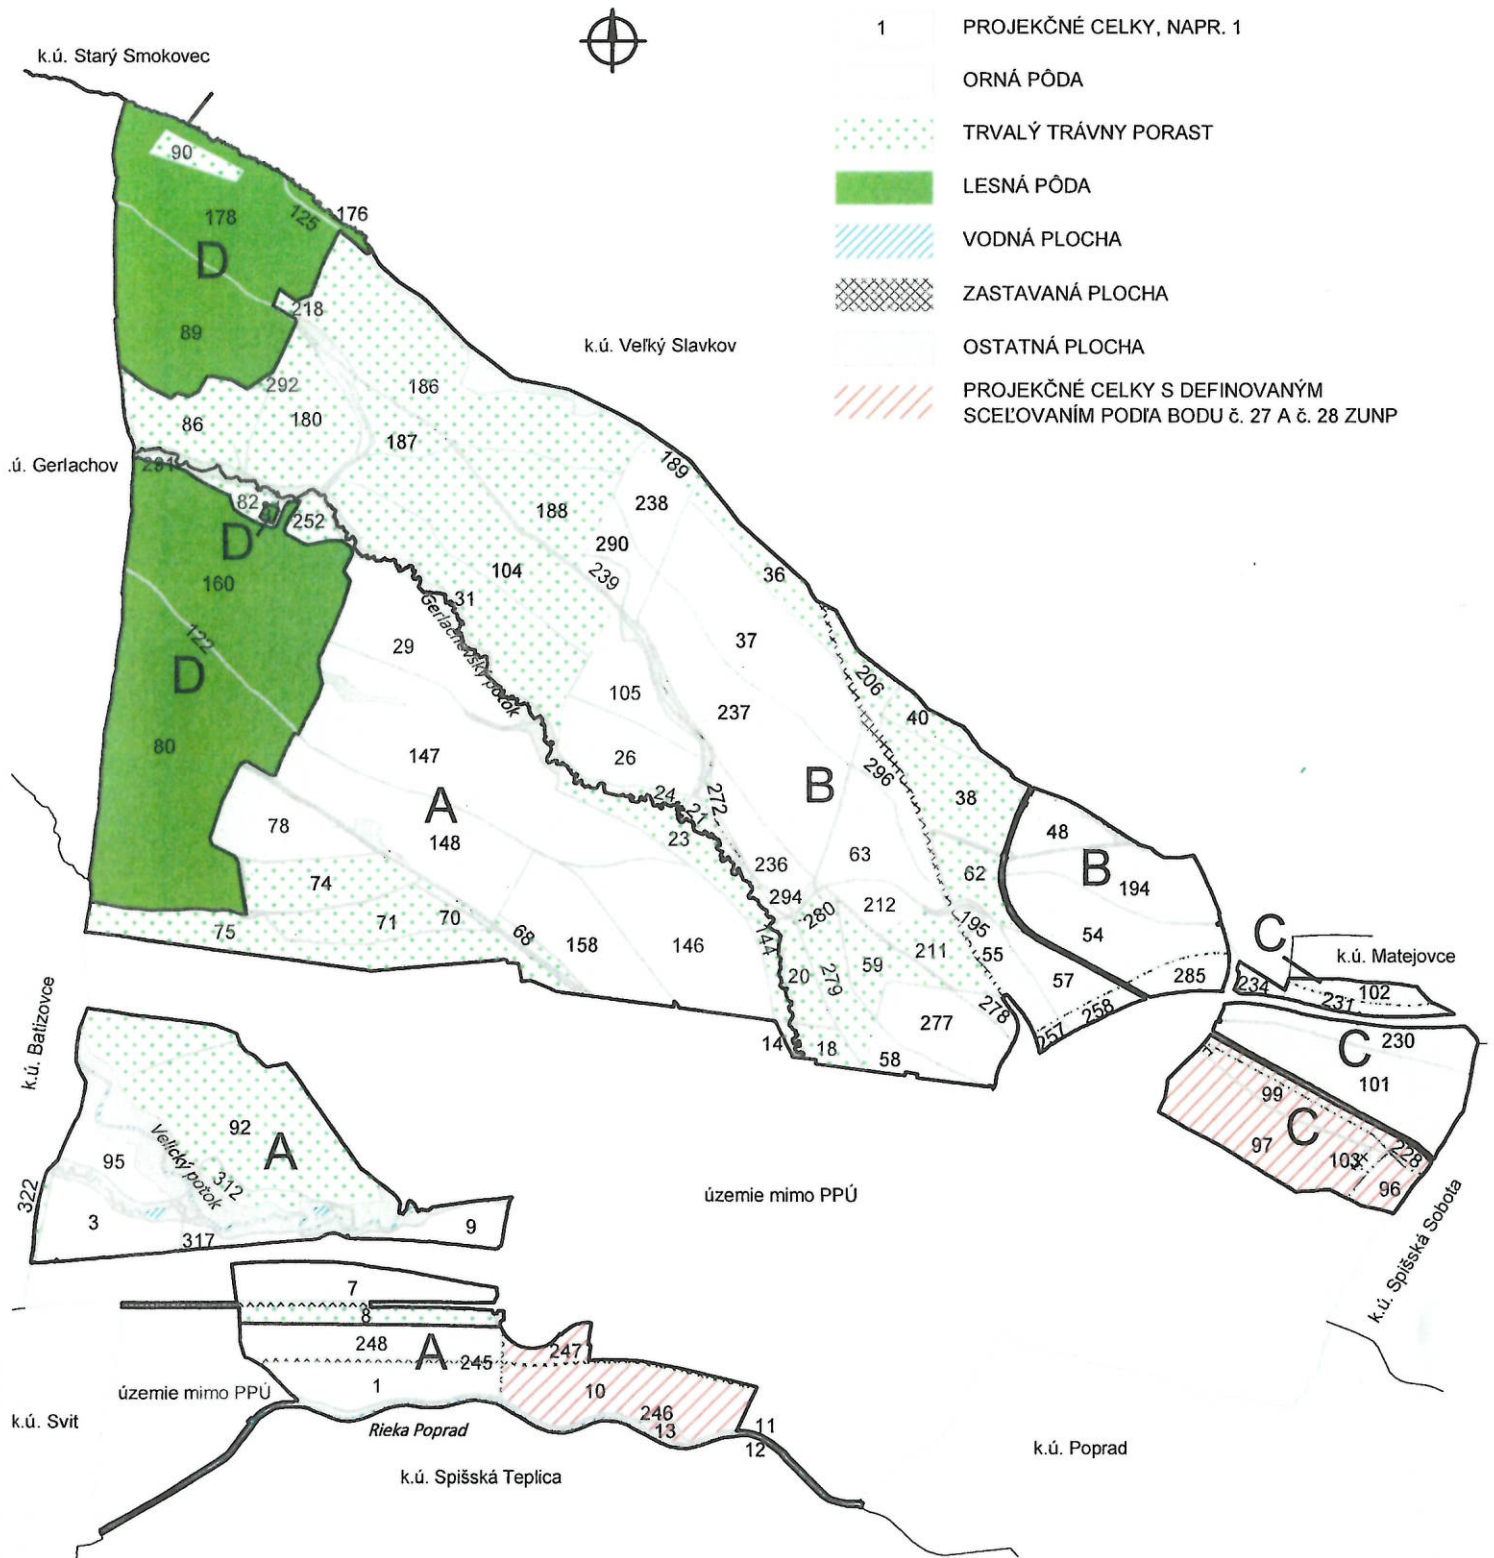 k.ú. Starý Smokovec
1 PROJEKČNÉ CELKY, NAPR. 1
ORNÁ PÔDA
TRVALÝ TRÁVNY PORAST
LESNÁ PÔDA
VODNÁ PLOCHA
ZASTAVANÁ PLOCHA
OSTATNÁ PLOCHA
PROJEKČNÉ CELKY S DEFINOVANÝM
SCEĽOVANÍM PODĽA BODU č. 27 A č. 28 ZUNP
90
178
125
176
D
218
89
k.ú. Veľký Slavkov
292
186
86
180
187
.ú. Gerlachov
291
189
82
252
188
238
D
290
160
104
239
36
31
Gerlachovský potok
122
29
37
D
206
105
237
40
80
147
26
296
B
A
24
272
38
21
78
148
23
48
236
63
B
74
62
194
294
71
70
280
212
75
68
195
54
C
158
146
144
211
55
k.ú. Matejovce
20
279
59
57
285
234
102
231
278
258
277
257
14
18
58
C
230
101
k.ú. Batizovce
99
92
A
C
Velický potok
97
103
228
95
312
96
322
územie mimo PPÚ
3
9
317
k.ú. Spišská Sobota
7
8
248
A
245
247
územie mimo PPÚ
1
10
k.ú. Svit
246
Rieka Poprad
13
11
12
k.ú. Poprad
k.ú. Spišská Teplica